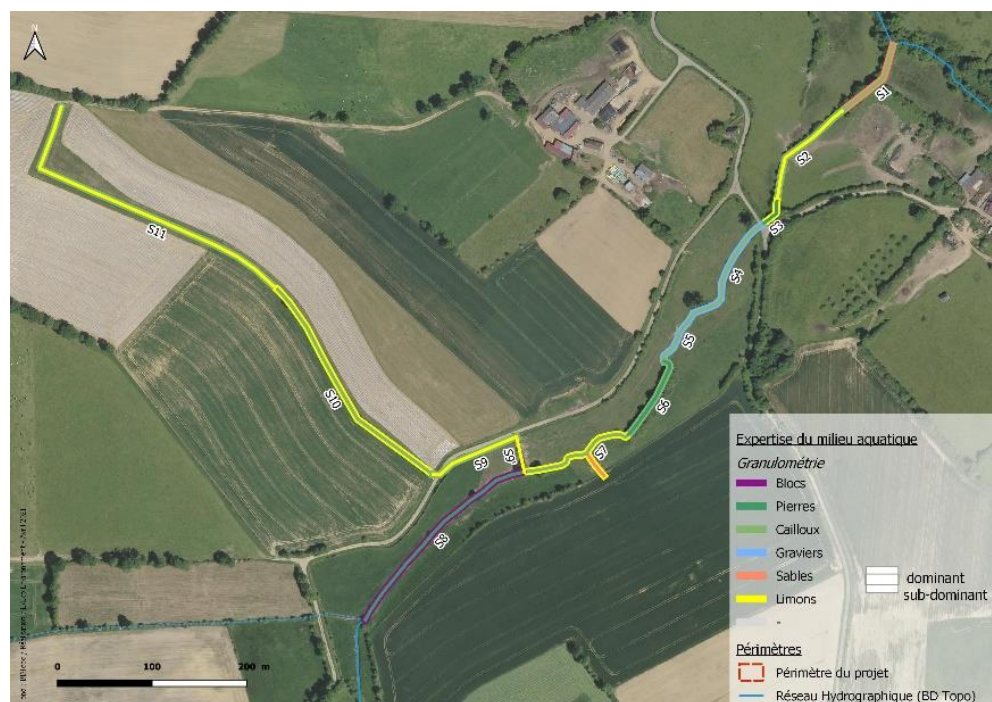 N
S1
S2
S3
S4
S5
S6
S7
S9'
S9
S8
S10
S11
0 100 200 m
Expertise du milieu aquatique
Granulométrie
Blocs
Pierres
Cailloux
Graviers
Sables
Limons
-
dominant
sub-dominant
Périmètres
Périmètre du projet
Réseau Hydrographique (BD Topo)